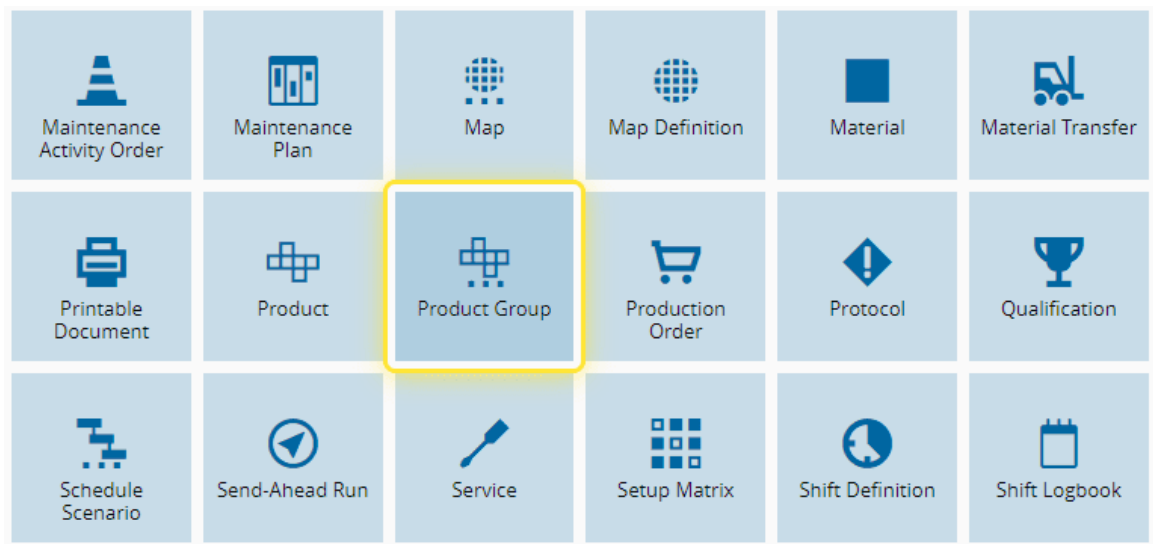 Maintenance
Activity Order
Maintenance
Plan
Map
Map Definition
Material
Material Transfer
Printable
Document
Product
Product Group
Production
Order
Protocol
Qualification
Schedule
Scenario
Send-Ahead Run
Service
Setup Matrix
Shift Definition
Shift Logbook